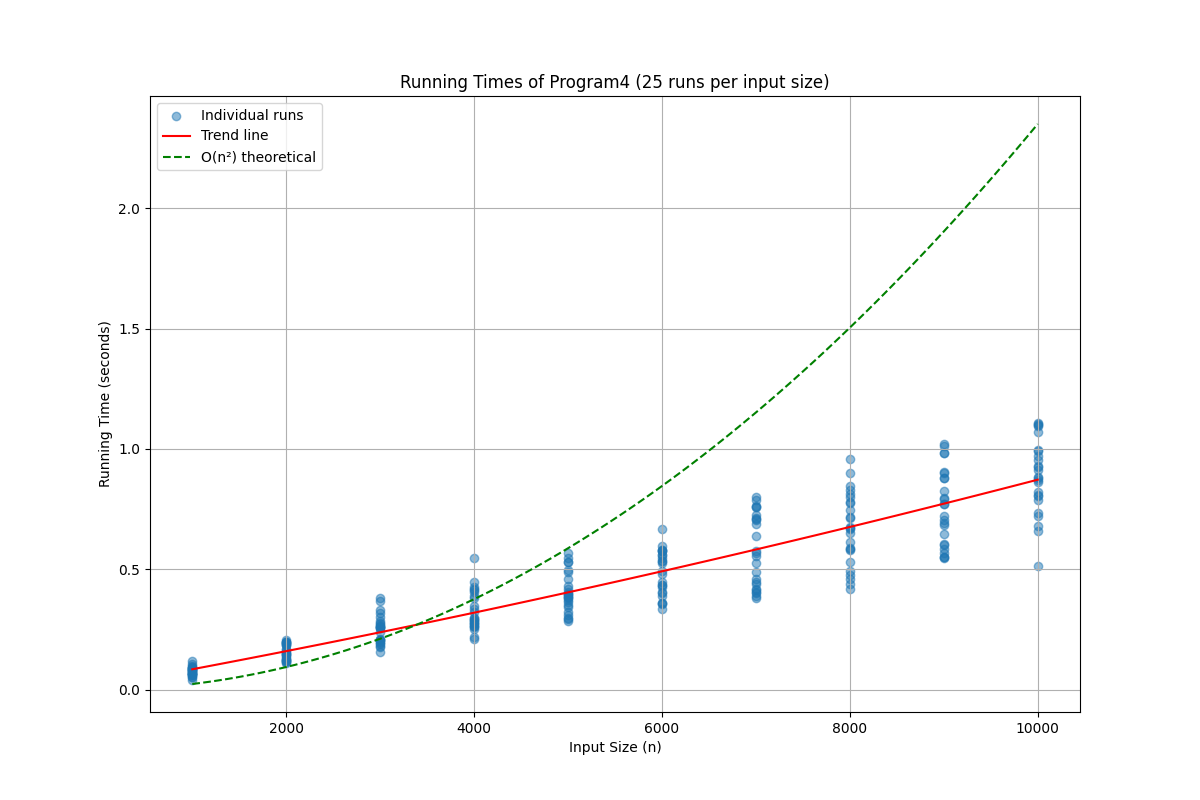 Running Times of Program4 (25 runs per input size)
Individual runs
Trend line
O(n²) theoretical
Running Time (seconds)
2.0
1.5
1.0
0.5
0.0
2000 4000 6000 8000 10000
Input Size (n)